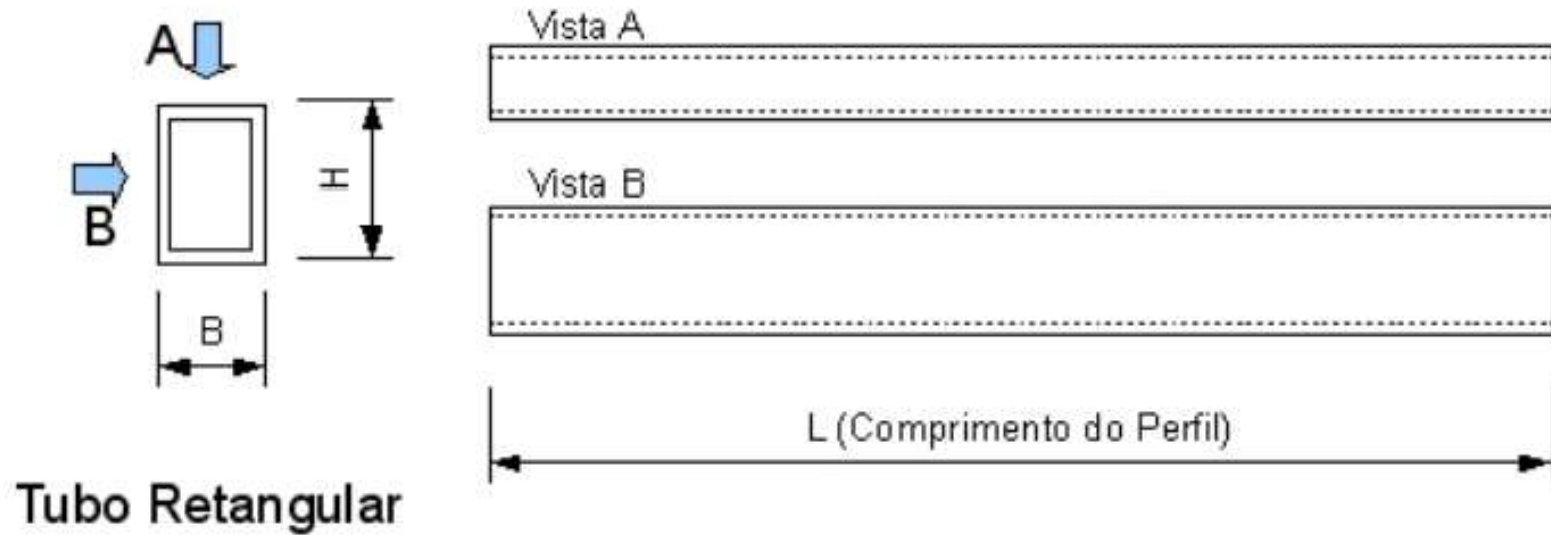 A
Vista A
H
B
Vista B
B
L (Comprimento do Perfil)
Tubo Retangular